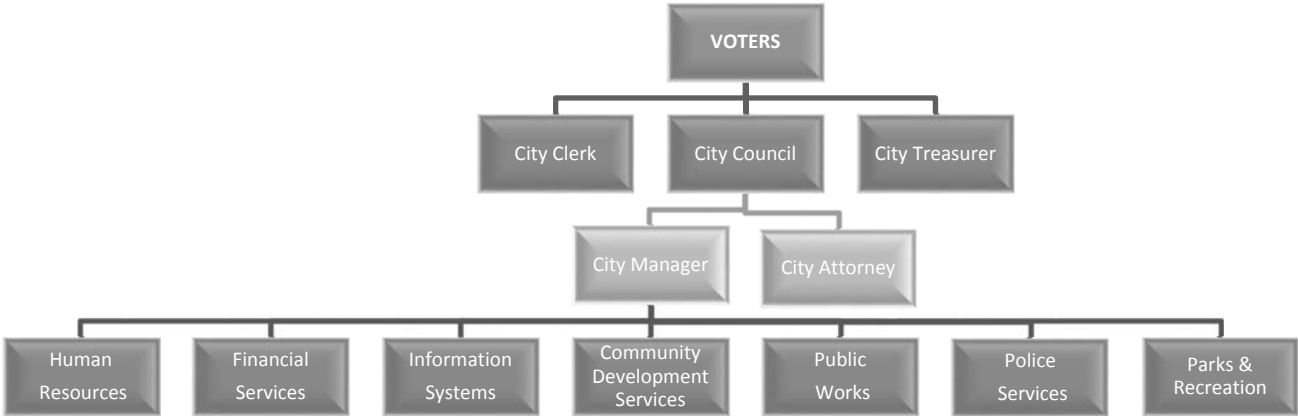 VOTERS
City Clerk
City Council
City Treasurer
City Manager
City Attorney
Human
Resources
Financial
Services
Information
Systems
Community
Development
Services
Public
Works
Police
Services
Parks &
Recreation